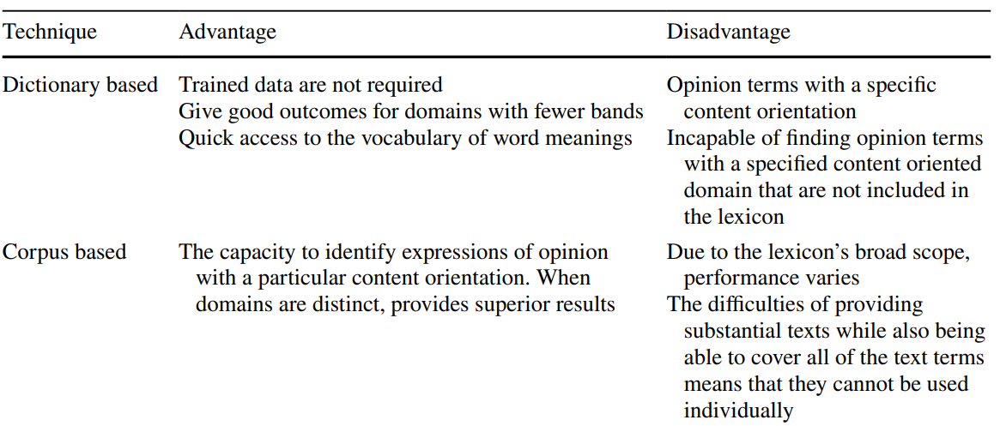 Technique Advantage Disadvantage
Dictionary based Trained data are not required Opinion terms with a specific
Give good outcomes for domains with fewer bands content orientation
Quick access to the vocabulary of word meanings Incapable of finding opinion terms
with a specified content oriented
domain that are not included in
the lexicon
Corpus based The capacity to identify expressions of opinion Due to the lexicon's broad scope,
with a particular content orientation. When performance varies
domains are distinct, provides superior results The difficulties of providing
substantial texts while also being
able to cover all of the text terms
means that they cannot be used
individually